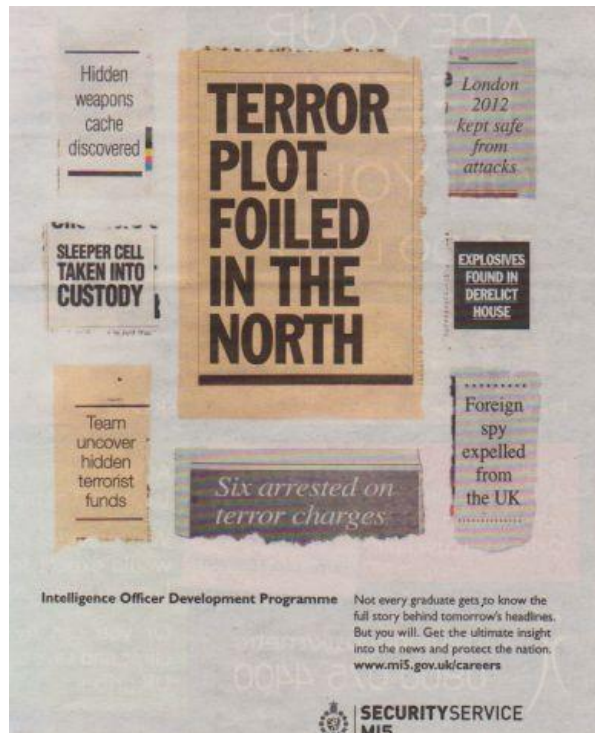 Hidden
weapons
cache
discovered
TERROR
PLOT
FOILED
IN THE
NORTH
London
2012
kept safe
from
attacks
SLEEPER CELL
TAKEN INTO
CUSTODY
EXPLOSIVES
FOUND IN
DERELICT
HOUSE
Team
uncover
hidden
terrorist
funds
Six arrested on
terror charges
Foreign
spy
expelled
from
the UK
Intelligence Officer Development Programme
Not every graduate gets to know the
full story behind tomorrow's headlines.
But you will. Get the ultimate insight
into the news and protect the nation.
www.mi5.gov.uk/careers
SECURITYSERVICE
MI5